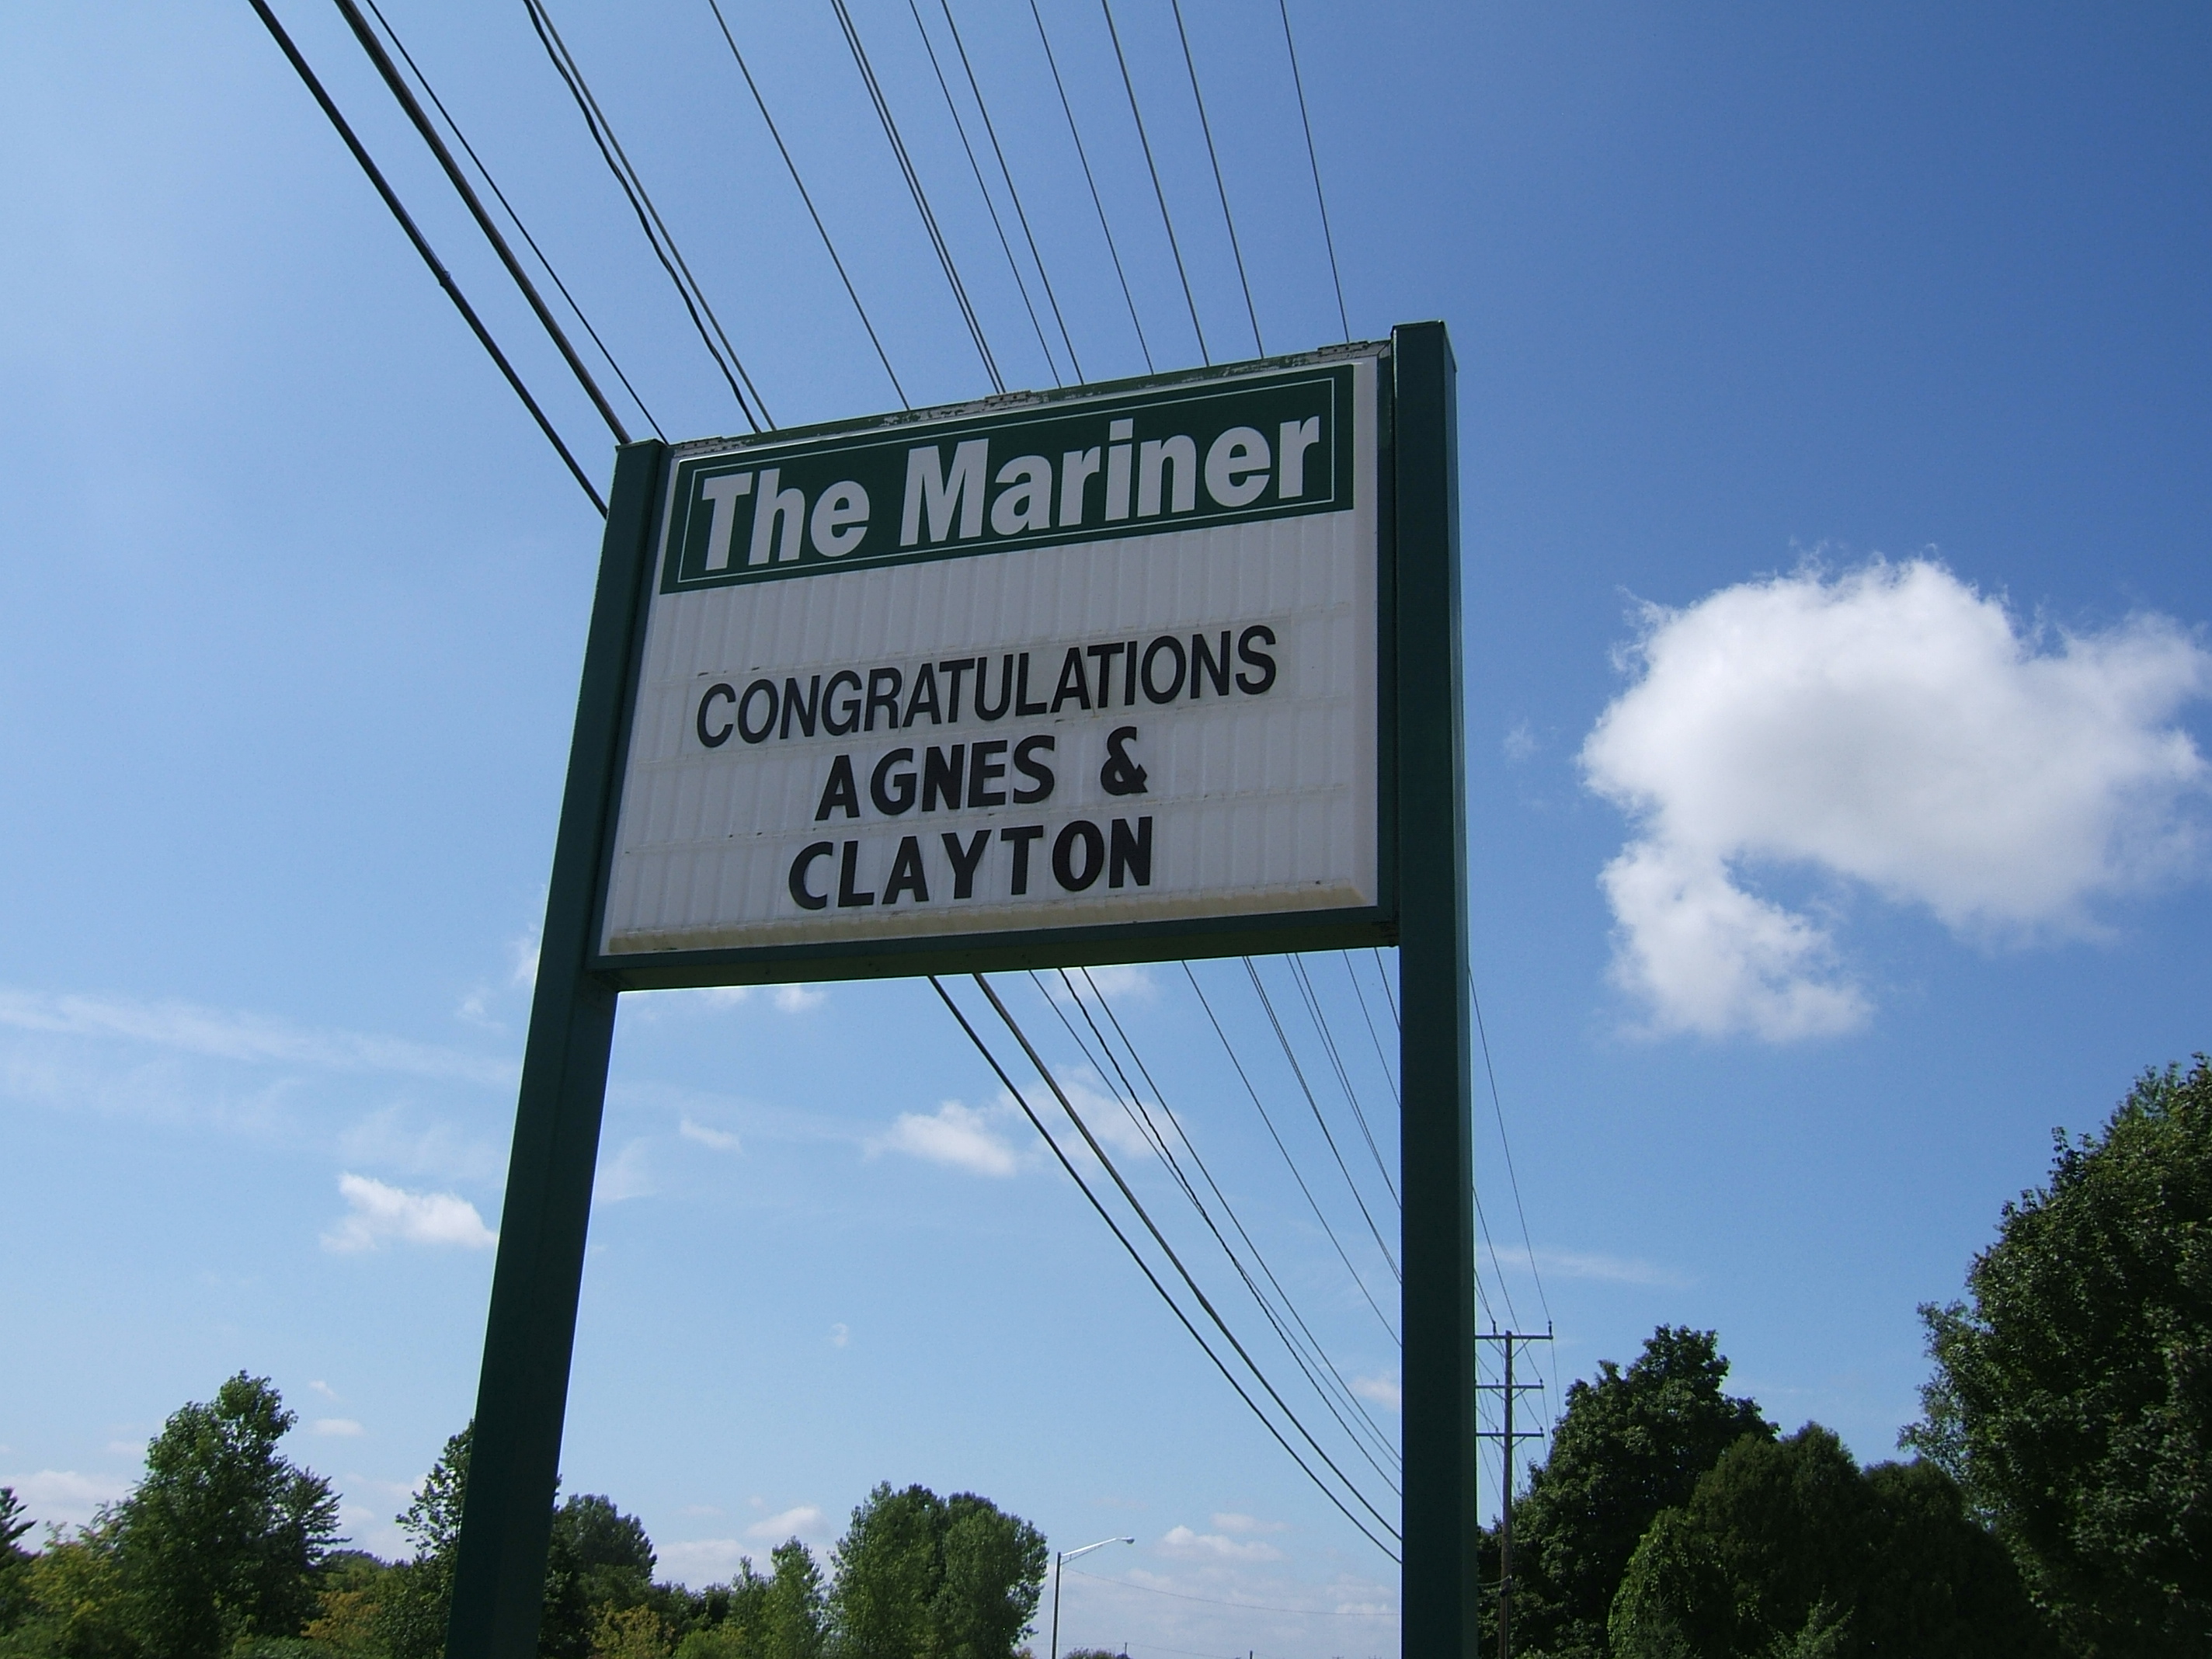 The Mariner
CONGRATULATIONS
AGNES &
CLAYTON